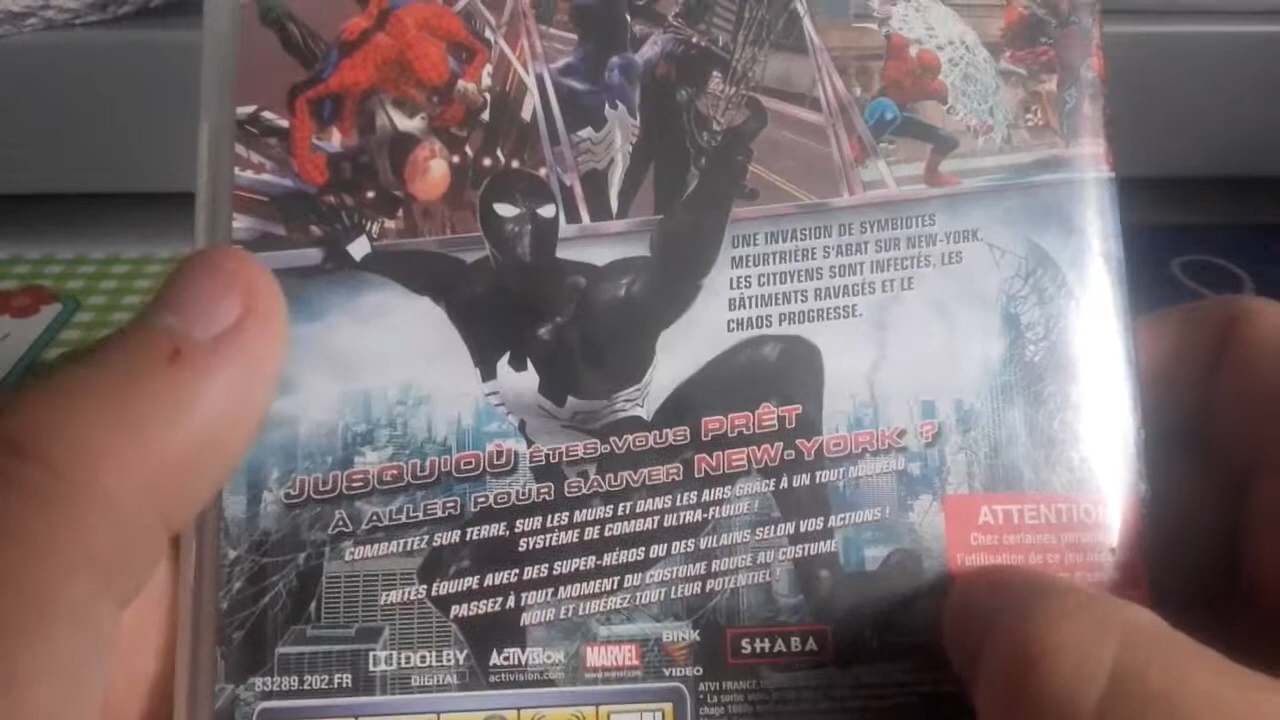 UNE INVASION DE SYMBIOTES
MEURTRIÈRE S'ABAT SUR NEW-YORK.
LES CITOYENS SONT INFECTÉS, LES
BÂTIMENTS RAVAGÉS ET LE
CHAOS PROGRESSE.
JUSQU'OÙ ÊTES-VOUS PRÊT
À ALLER POUR SAUVER NEW-YORK ?
COMBATTEZ SUR TERRE, SUR LES MURS ET DANS LES AIRS GRÂCE À UN TOUT NOUVEAU
SYSTÈME DE COMBAT ULTRA-FLUIDE !
FAITES ÉQUIPE AVEC DES SUPER-HÉROS OU DES VILAINS SELON VOS ACTIONS !
PASSEZ À TOUT MOMENT DU COSTUME ROUGE AU COSTUME
NOIR ET LIBÉREZ TOUT LEUR POTENTIEL !
ATTENTION
Chez certaines
l'utilisation de ce jeu
BINK
VIDEO
DOLBY
DIGITAL
ACTIVISION
activision.com
MARVEL
SHABA
83289.202.FR
ATVI FRANCE.
* La sortie